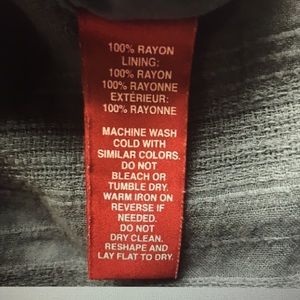 100% RAYON
LINING:
100% RAYON
100% RAYONNE
EXTÉRIEUR:
100% RAYONNE
MACHINE WASH
COLD WITH
SIMILAR COLORS.
DO NOT
BLEACH OR
TUMBLE DRY.
WARM IRON ON
REVERSE IF
NEEDED.
DO NOT
DRY CLEAN.
RESHAPE AND
LAY FLAT TO DRY.